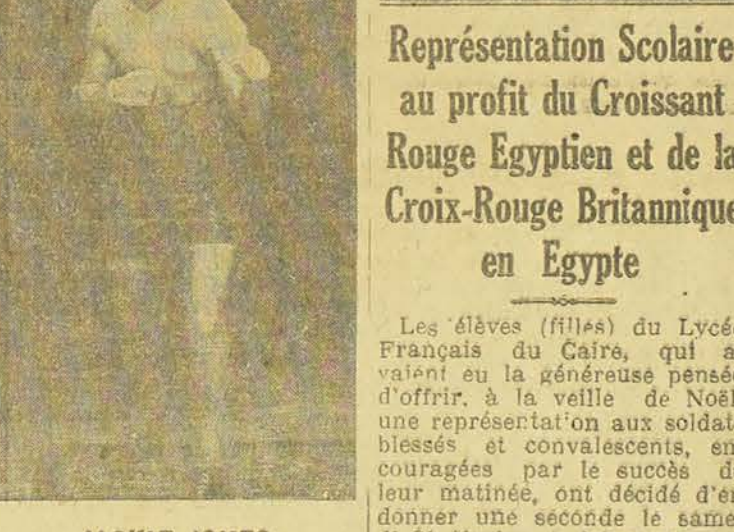 Représentation Scolaire
au profit du Croissant
Rouge Egyptien et de la
Croix-Rouge Britannique
en Egypte
Les élèves (filles) du Lycée
Français du Caire, qui a
vaient eu la généreuse pensée
d'offrir, à la veille de Noël
une représentation aux soldat
blessés et convalescents, en
couragées par le succès d
leur matinée, ont décidé d'en
donner une seconde le same